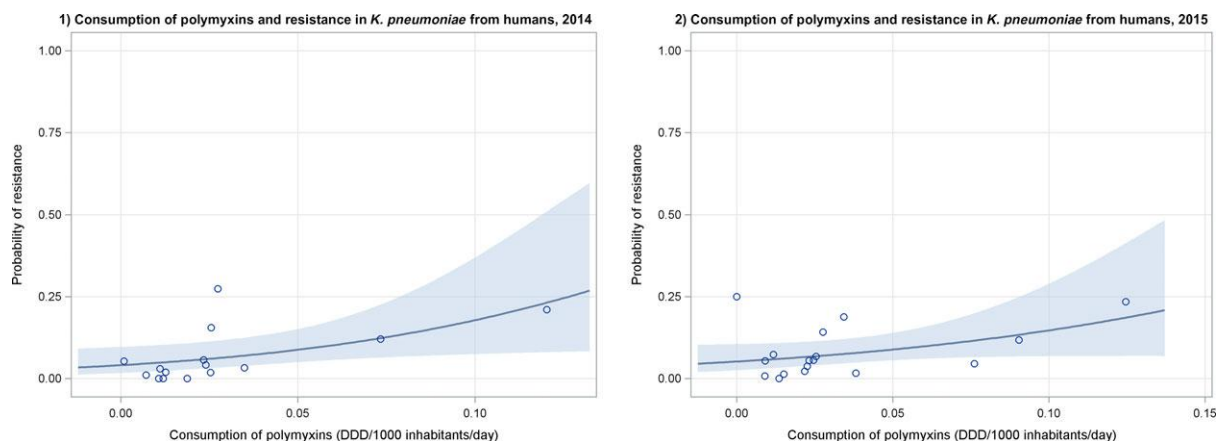 1) Consumption of polymyxins and resistance in K. pneumoniae from humans, 2014
1.00
0.75
0.50
0.25
0.00
Probability of resistance
0.00
0.05
0.10
Consumption of polymyxins (DDD/1000 inhabitants/day)
2) Consumption of polymyxins and resistance in K. pneumoniae from humans, 2015
1.00
0.75
0.50
0.25
0.00
Probability of resistance
0.00
0.05
0.10
0.15
Consumption of polymyxins (DDD/1000 inhabitants/day)